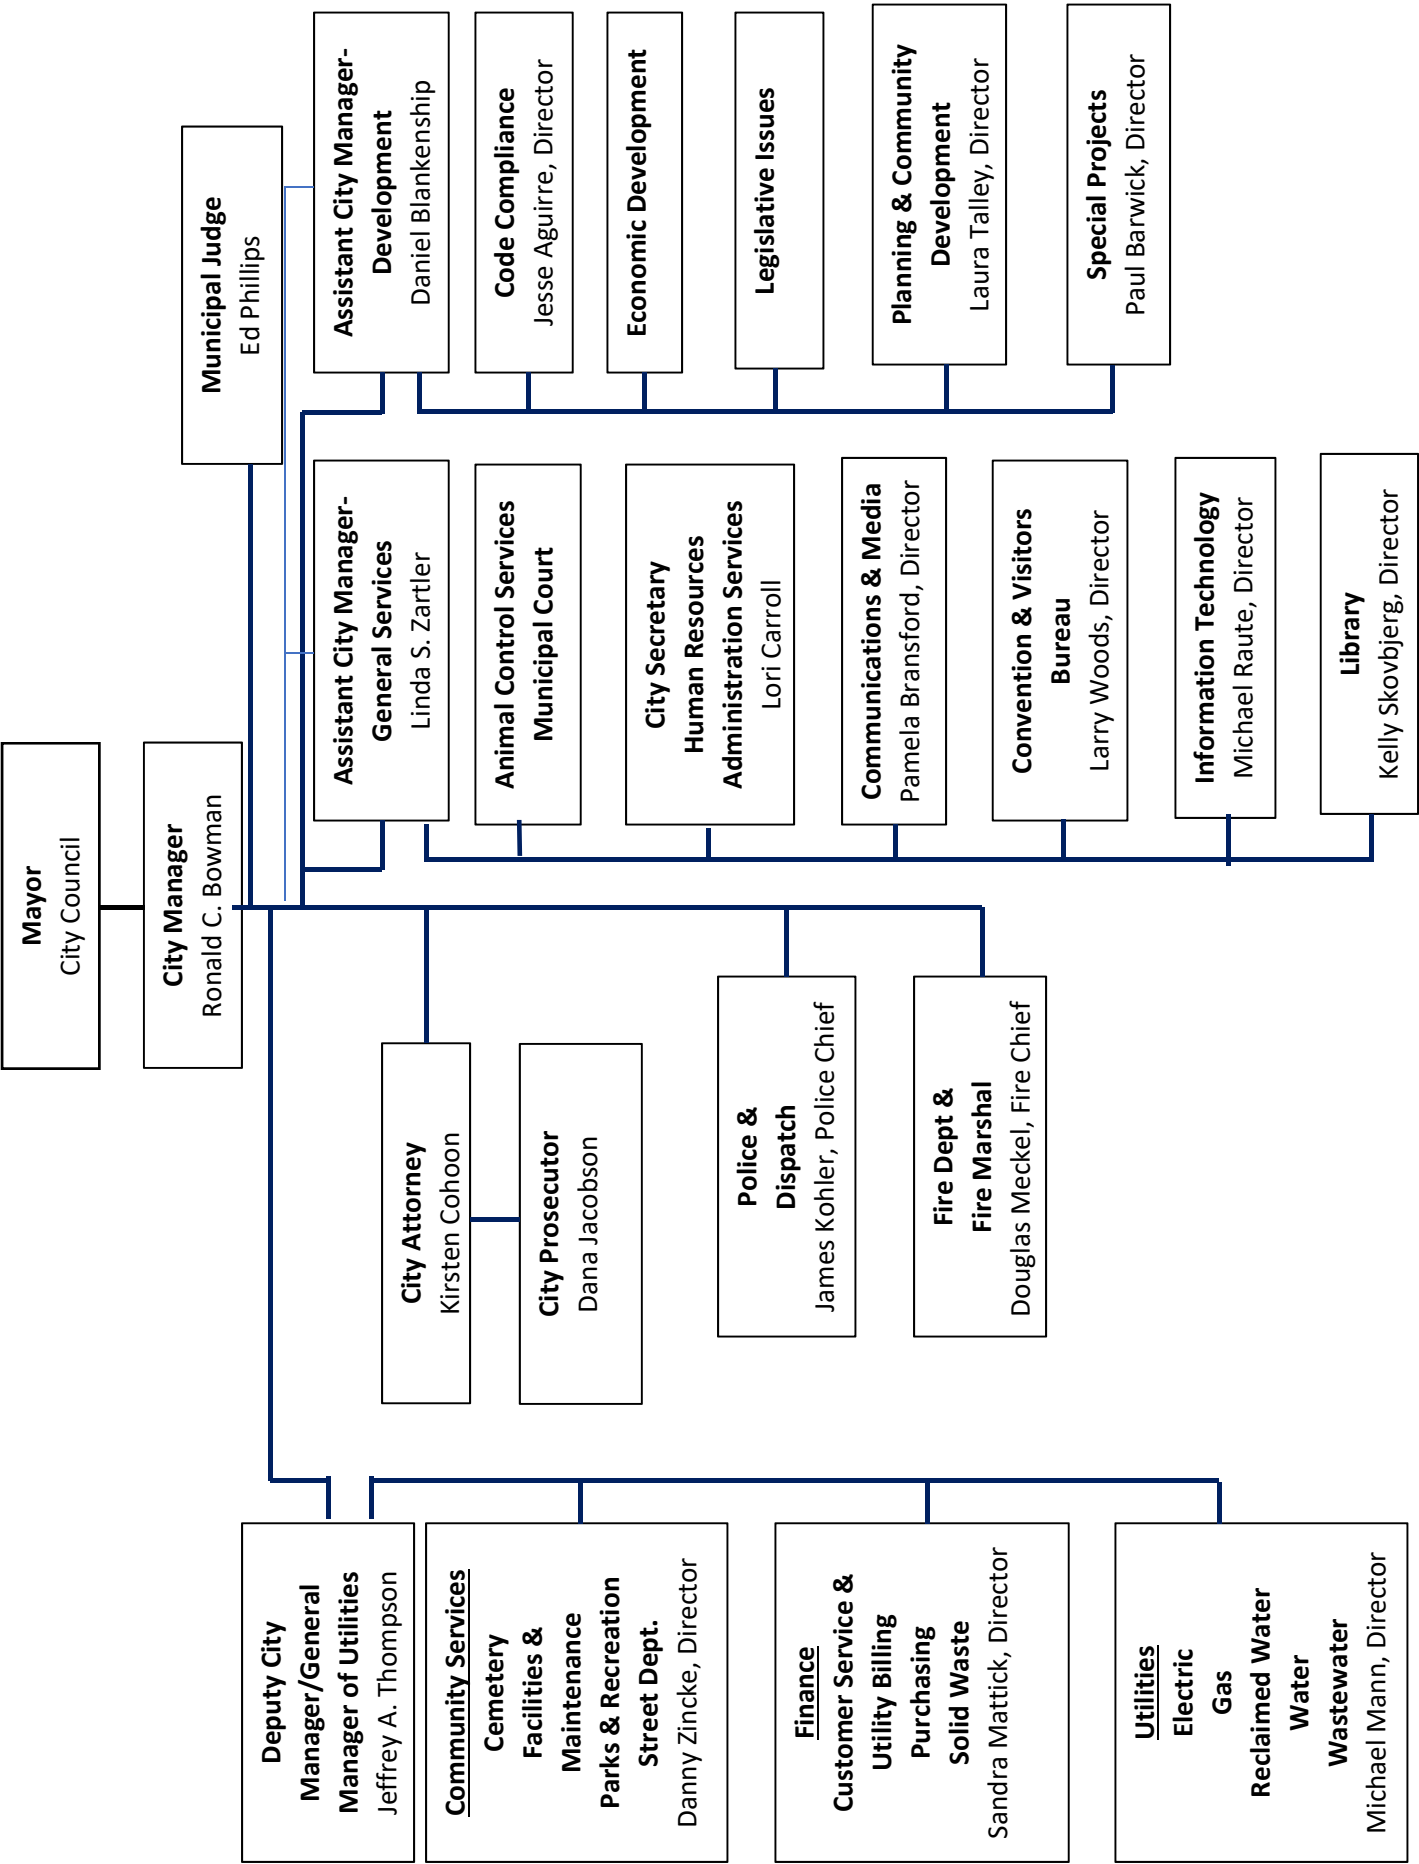 Mayor
City Council
City Manager
Ronald C. Bowman
Municipal Judge
Ed Phillips
Deputy City
Manager/General
Manager of Utilities
Jeffrey A. Thompson
Community Services
Cemetery
Facilities &
Maintenance
Parks & Recreation
Street Dept.
Danny Zincke, Director
Finance
Customer Service &
Utility Billing
Purchasing
Solid Waste
Sandra Mattick, Director
Utilities
Electric
Gas
Reclaimed Water
Water
Wastewater
Michael Mann, Director
City Attorney
Kirsten Cohoon
City Prosecutor
Dana Jacobson
Police &
Dispatch
James Kohler, Police Chief
Fire Dept &
Fire Marshal
Douglas Meckel, Fire Chief
Assistant City Manager-
General Services
Linda S. Zartler
Animal Control Services
Municipal Court
City Secretary
Human Resources
Administration Services
Lori Carroll
Communications & Media
Pamela Bransford, Director
Convention & Visitors
Bureau
Larry Woods, Director
Information Technology
Michael Raute, Director
Library
Kelly Skovbjerg, Director
Assistant City Manager-
Development
Daniel Blankenship
Code Compliance
Jesse Aguirre, Director
Economic Development
Legislative Issues
Planning & Community
Development
Laura Talley, Director
Special Projects
Paul Barwick, Director